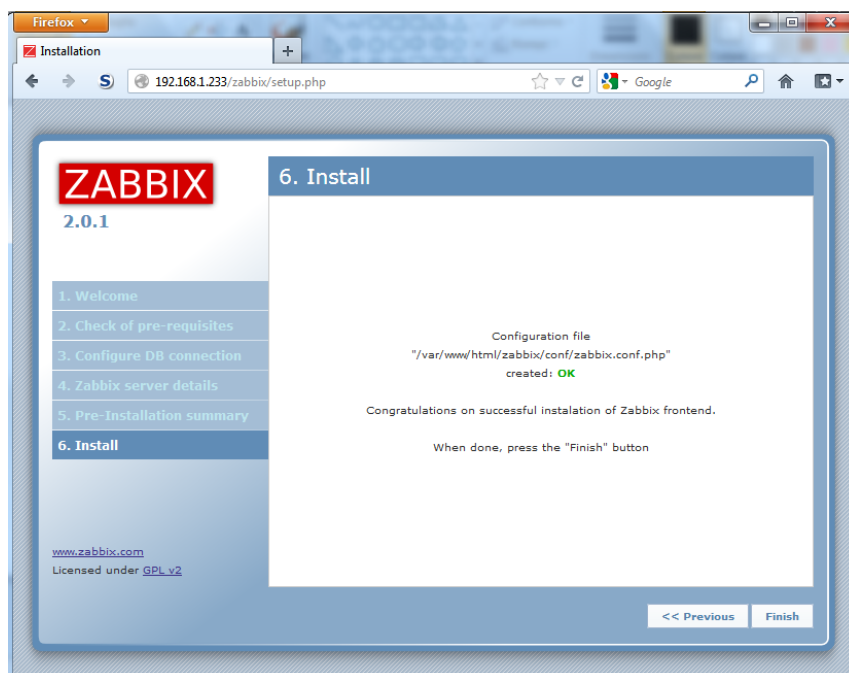 Firefox
Installation
192.168.1.233/zabbix/setup.php
Google
ZABBIX
2.0.1
1. Welcome
2. Check of pre-requisites
3. Configure DB connection
4. Zabbix server details
5. Pre-Installation summary
6. Install
www.zabbix.com
Licensed under GPL v2
6. Install
Configuration file
"/var/www/html/zabbix/conf/zabbix.conf.php"
created: OK
Congratulations on successful instalation of Zabbix frontend.
When done, press the "Finish" button
<< Previous
Finish